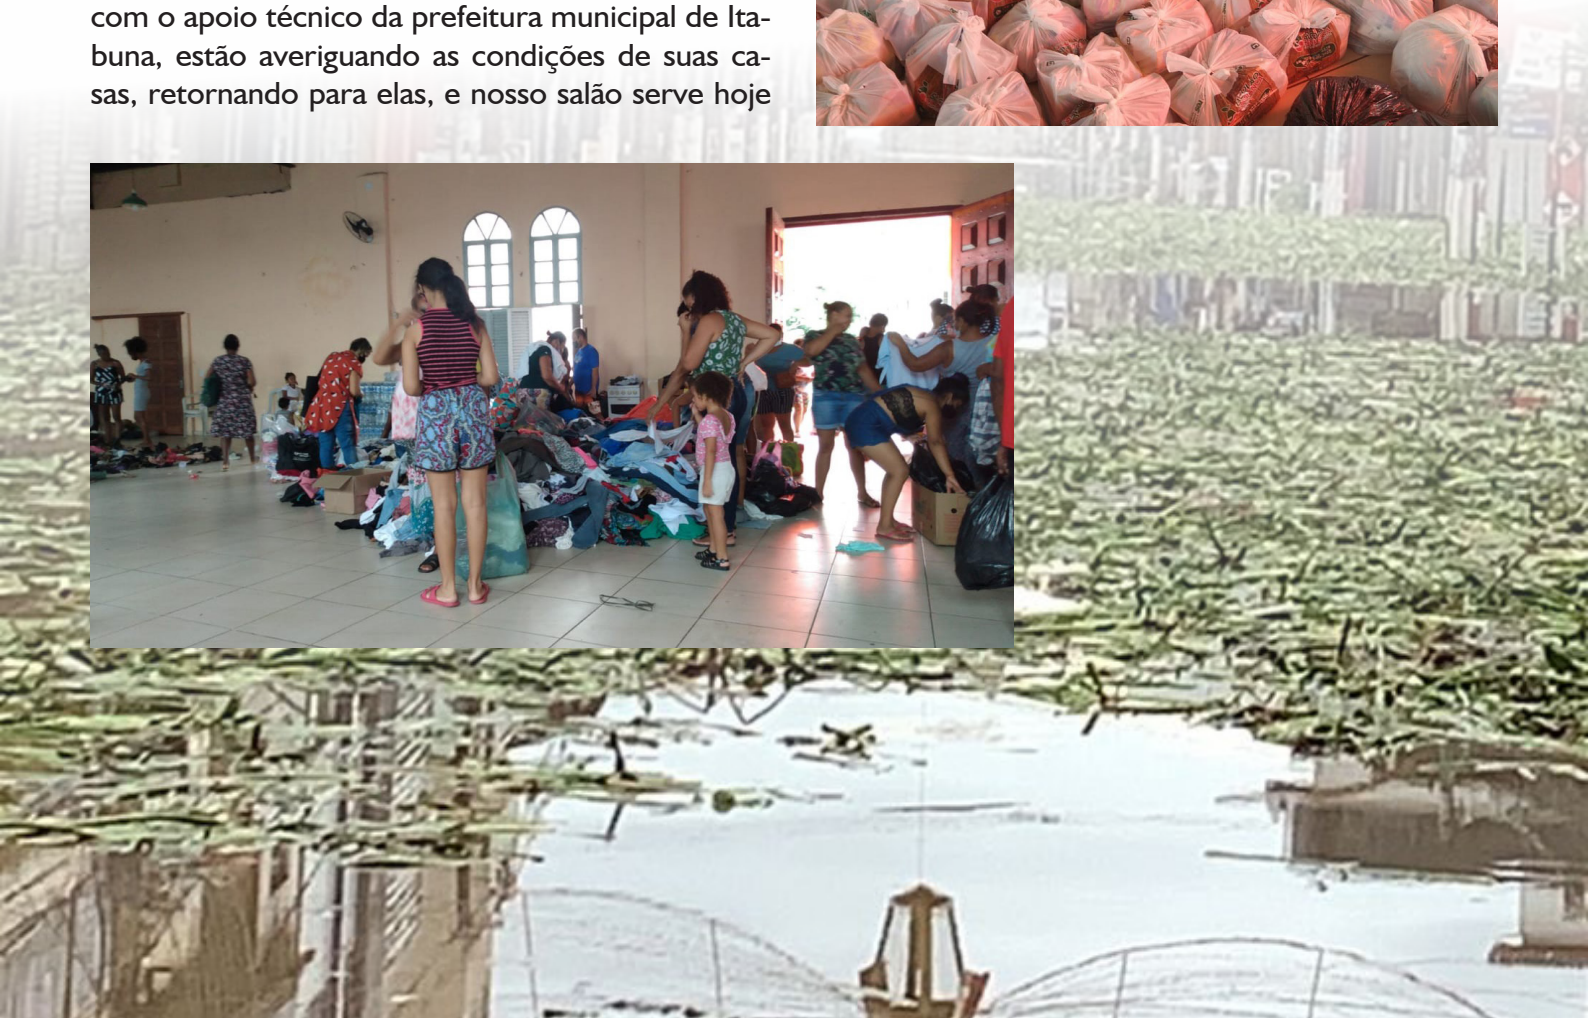 com o apoio técnico da prefeitura municipal de Ita-
buna, estão averiguando as condições de suas ca-
sas, retornando para elas, e nosso salão serve hoje